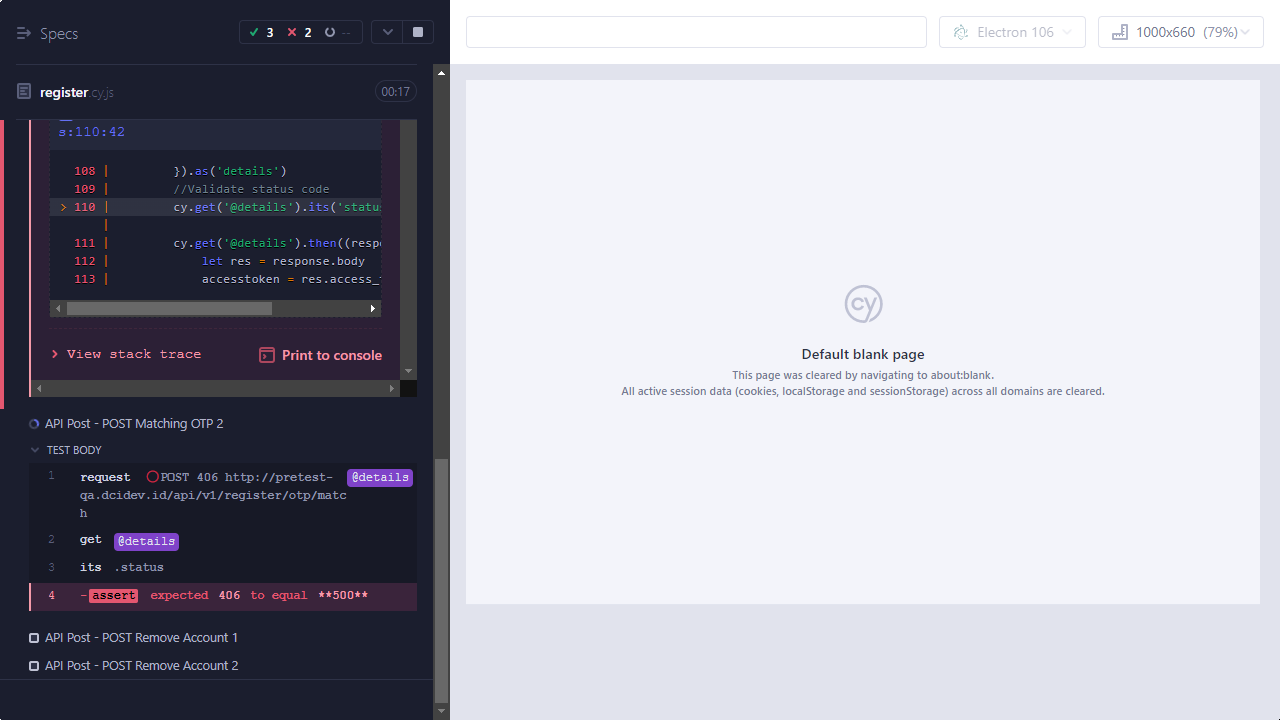 Specs
3 2 --
Electron 106
1000x660 (79%)
register.cy.js
00:17
s:110:42
108 | }).as('details')
109 | //Validate status code
> 110 | cy.get('@details').its('status
|
111 | cy.get('@details').then((respo
112 | let res = response.body
113 | accesstoken = res.access_t
View stack trace
Print to console
API Post - POST Matching OTP 2
TEST BODY
1 request POST 406 http://pretest- @details
qa.dcidev.id/api/v1/register/otp/matc
h
2 get @details
3 its .status
4 -assert expected 406 to equal **500**
API Post - POST Remove Account 1
API Post - POST Remove Account 2
cy
Default blank page
This page was cleared by navigating to about:blank.
All active session data (cookies, localStorage and sessionStorage) across all domains are cleared.